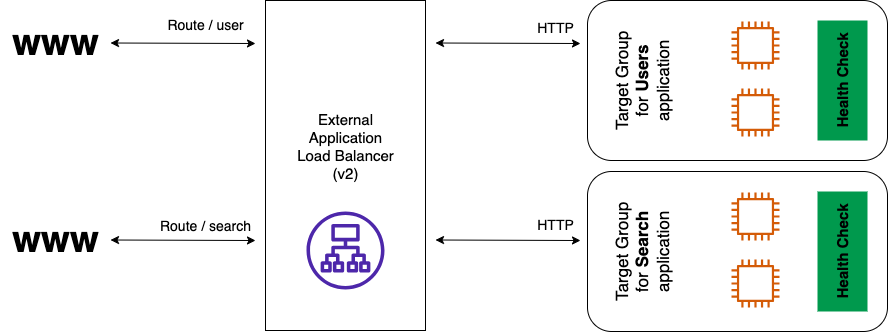 WWW
Route / user
HTTP
Target Group
for Users
application
Health Check
External
Application
Load Balancer
(v2)
WWW
Route / search
HTTP
Target Group
for Search
application
Health Check